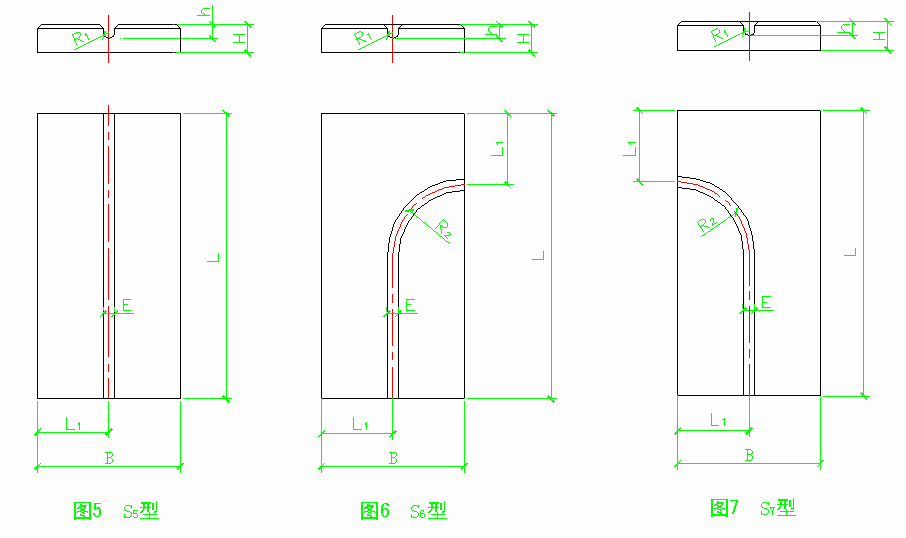 R1 h H
R1 h H
R1 h H
L
E
L1
B
L1
L
R2
E
L1
B
L1
L
R2
E
L1
B
图5 S5型
图6 S6型
图7 S7型